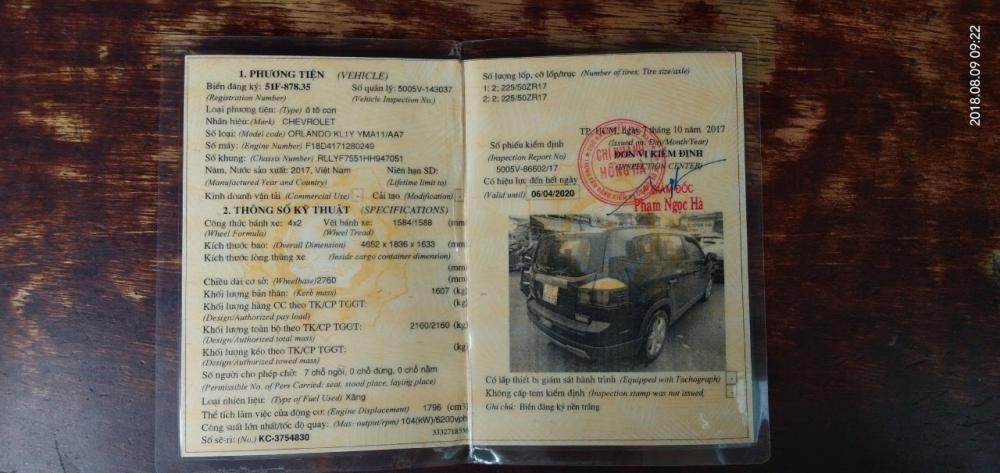 1. PHƯƠNG TIỆN (VEHICLE)
Biển đăng ký: 51F-878.35 Số quản lý: 5005V-143037
(Registration Number) (Vehicle Inspection No.)
Loại phương tiện: (Type) ô tô con
Nhãn hiệu: (Mark) CHEVROLET
Số loại: (Model code) ORLANDO KL1Y YMA11/AA7
Số máy: (Engine Number) F18D4171280249
Số khung: (Chassis Number) RLLYF7551HH947051
Năm, Nước sản xuất: 2017, Việt Nam Niên hạn SD:
(Manufactured Year and Country) (Lifetime limit to)
Kinh doanh vận tải (Commercial Use) - Cải tạo (Modification) -
2. THÔNG SỐ KỸ THUẬT (SPECIFICATIONS)
Công thức bánh xe: 4x2 Vết bánh xe: 1584/1588 (mm
(Wheel Formula) (Wheel Tread)
Kích thước bao: (Overall Dimension) 4652 x 1836 x 1633 (mm
Kích thước lòng thùng xe (Inside cargo container dimension)
(mm
Chiều dài cơ sở: (Wheelbase)2760 (mm
Khối lượng bản thân: (Kerb mass) 1607 (kg
Khối lượng hàng CC theo TK/CP TGGT: (kg
(Design/Authorized pay load)
Khối lượng toàn bộ theo TK/CP TGGT: 2160/2160 (kg)
(Design/Authorized total mass)
Khối lượng kéo theo TK/CP TGGT: (kg
(Design/Authorized towed mass)
Số người cho phép chở: 7 chỗ ngồi, 0 chỗ đứng, 0 chỗ nằm
(Permissible No. of Pers Carried: seat, stood place, laying place)
Loại nhiên liệu: (Type of Fuel Used) Xăng
Thể tích làm việc của động cơ: (Engine Displacement) 1796 (cm3)
Công suất lớn nhất/tốc độ quay: (Max. output/rpm) 104(kW)/6200vph
Số sê-ri: (No.) KC-3754830
Số lượng lốp, cỡ lốp/trục (Number of tires: Tire size/axle)
1: 2; 225/50ZR17
2: 2; 225/50ZR17
TP. HCM, ngày 7 tháng 10 năm 2017
(Issued on: Day/Month/Year)
Số phiếu kiểm định ĐƠN VỊ KIỂM ĐỊNH
(Inspection Report No) (INSPECTION CENTER)
5005V-86602/17
Có hiệu lực đến hết ngày
(Valid until) 06/04/2020
CHI NHÁNH
HỒNG HÀ
GIÁM ĐỐC
Phạm Ngọc Hà
Có lắp thiết bị giám sát hành trình (Equipped with Tachograph) -
Không cấp tem kiểm định (Inspection stamp was not issued) -
Ghi chú: Biển đăng ký nền trắng
2018.08.09 09:22